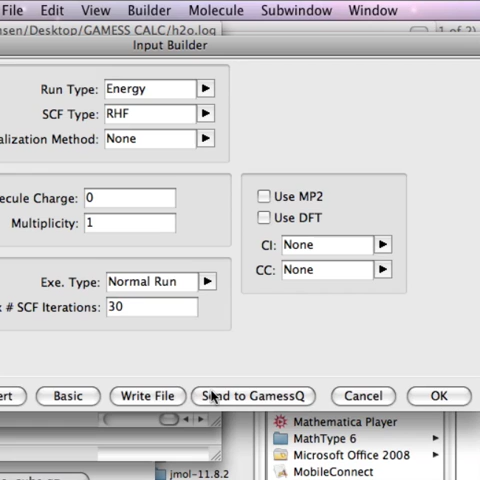 File Edit View Builder Molecule Subwindow Window
nsen/Desktop/GAMESS CALC/h2o.log
1 of 2)
Input Builder
Run Type: Energy
SCF Type: RHF
alization Method: None
ecule Charge: 0
Multiplicity: 1
Use MP2
Use DFT
CI: None
CC: None
Exe. Type: Normal Run
x # SCF Iterations: 30
ert Basic Write File Send to GamessQ Cancel OK
Mathematica Player
MathType 6
Microsoft Office 2008
MobileConnect
jmol-11.8.2